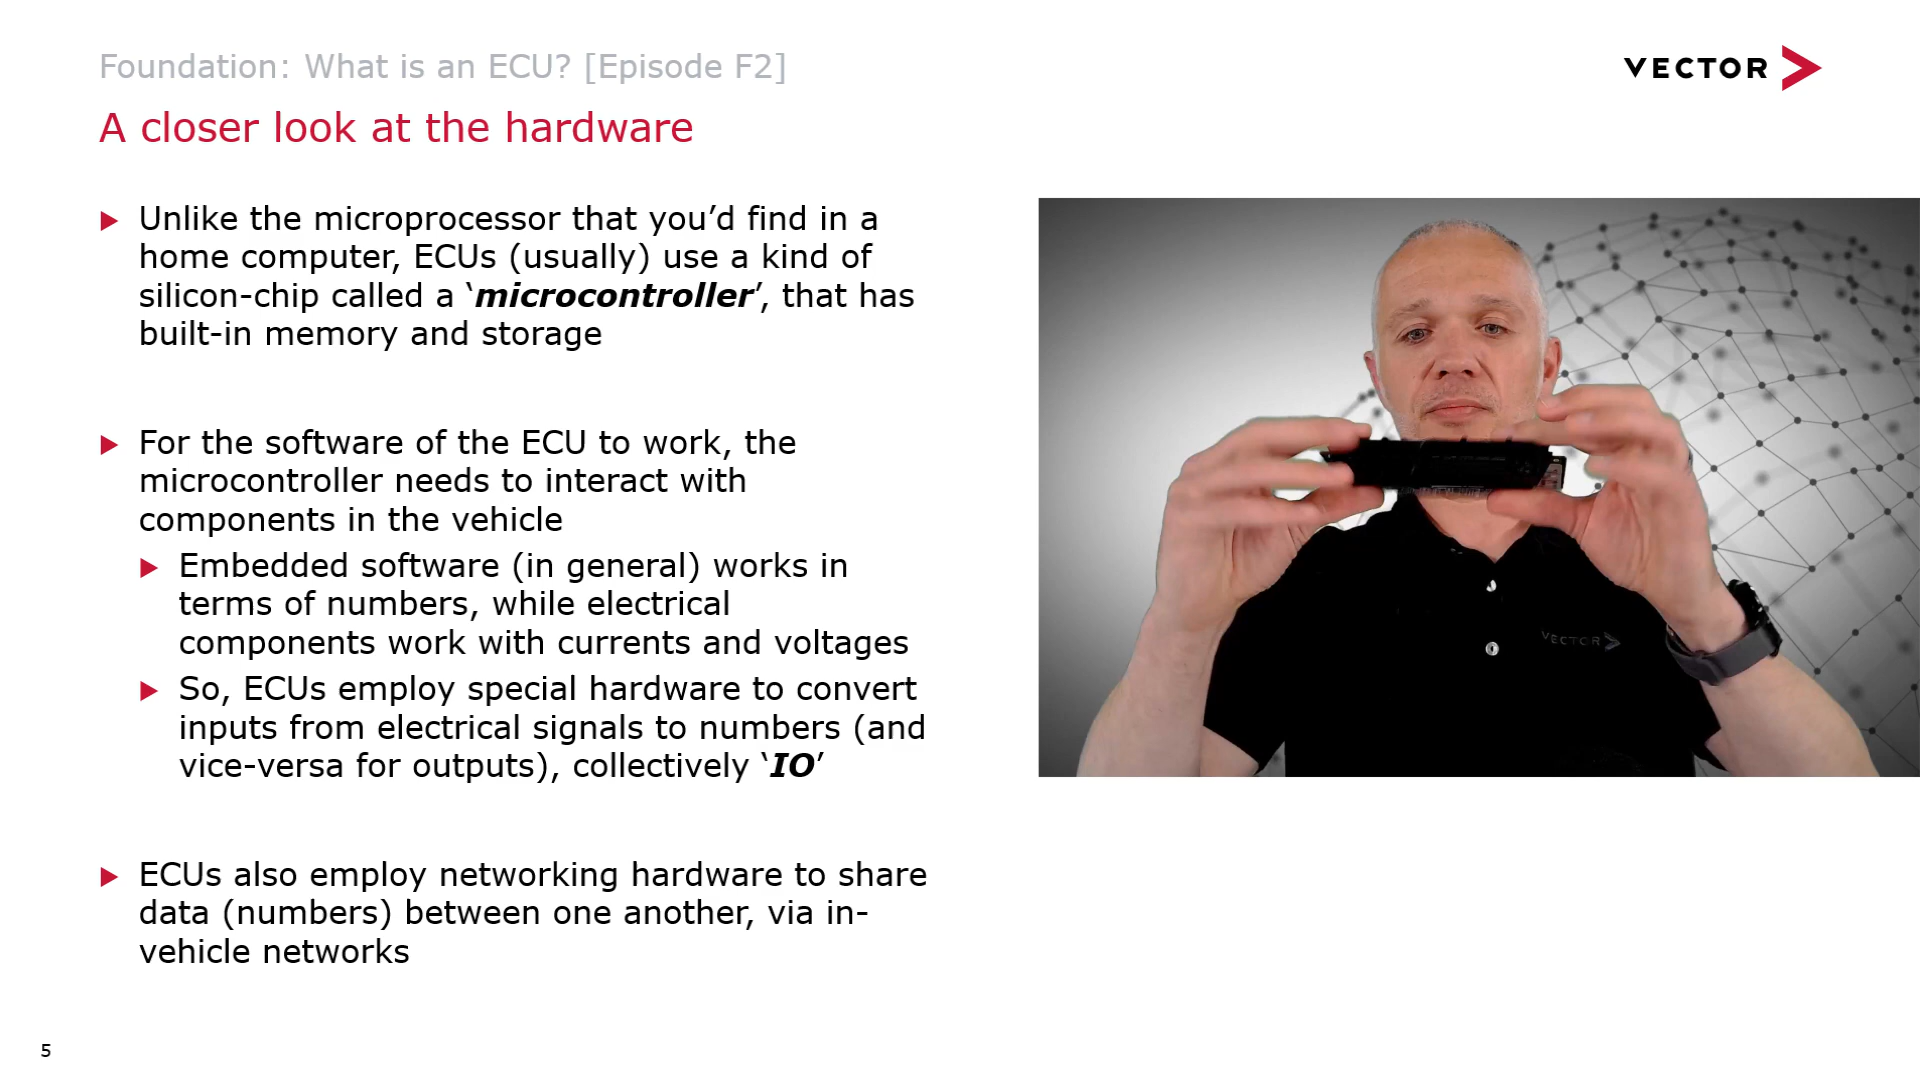 Foundation: What is an ECU? [Episode F2]
VECTOR
A closer look at the hardware
Unlike the microprocessor that you’d find in a
home computer, ECUs (usually) use a kind of
silicon-chip called a ‘microcontroller’, that has
built-in memory and storage
For the software of the ECU to work, the
microcontroller needs to interact with
components in the vehicle
Embedded software (in general) works in
terms of numbers, while electrical
components work with currents and voltages
So, ECUs employ special hardware to convert
inputs from electrical signals to numbers (and
vice-versa for outputs), collectively ‘IO’
VECTOR
ECUs also employ networking hardware to share
data (numbers) between one another, via in-
vehicle networks
5